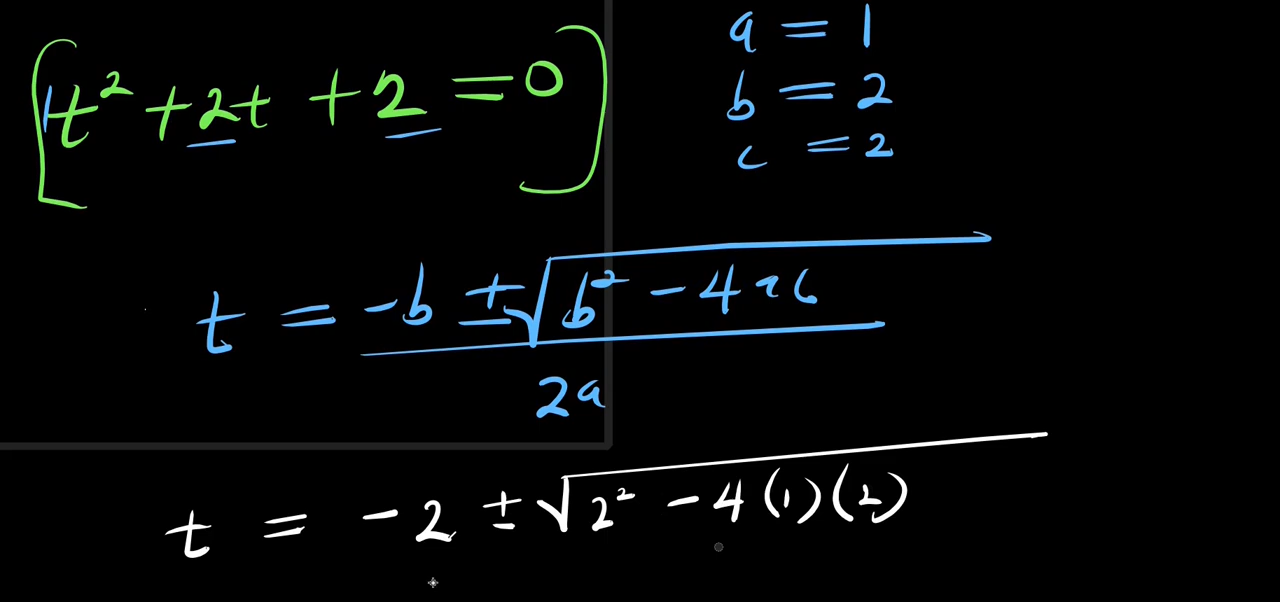 t² + 2t + 2 = 0
a = 1
b = 2
c = 2
t = -b ± √(b² - 4ac)
2a
t = -2 ± √(2² - 4(1)(2))